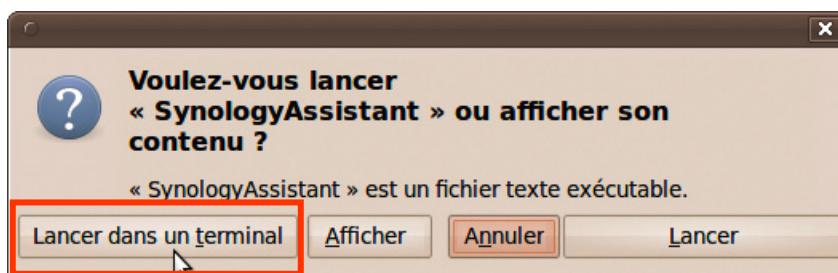 Voulez-vous lancer
« SynologyAssistant » ou afficher son
contenu ?
« SynologyAssistant » est un fichier texte exécutable.
Lancer dans un terminal Afficher Annuler Lancer